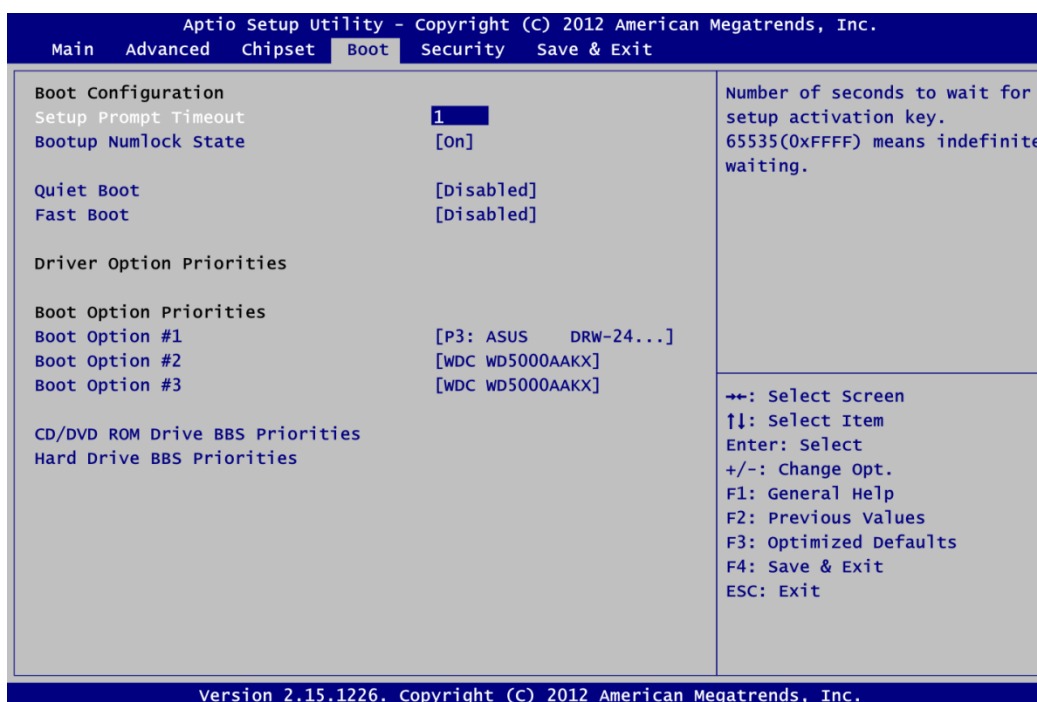 Aptio Setup Utility - Copyright (C) 2012 American Megatrends, Inc.
Main Advanced Chipset Boot Security Save & Exit
Boot Configuration
Setup Prompt Timeout 1
Bootup Numlock State [On]
Quiet Boot [Disabled]
Fast Boot [Disabled]
Driver Option Priorities
Boot Option Priorities
Boot Option #1 [P3: ASUS DRW-24...]
Boot Option #2 [WDC WD5000AAKX]
Boot Option #3 [WDC WD5000AAKX]
CD/DVD ROM Drive BBS Priorities
Hard Drive BBS Priorities
Number of seconds to wait for
setup activation key.
65535(0xFFFF) means indefinite
waiting.
→←: Select Screen
↑↓: Select Item
Enter: Select
+/-: Change Opt.
F1: General Help
F2: Previous Values
F3: Optimized Defaults
F4: Save & Exit
ESC: Exit
Version 2.15.1226. Copyright (C) 2012 American Megatrends, Inc.